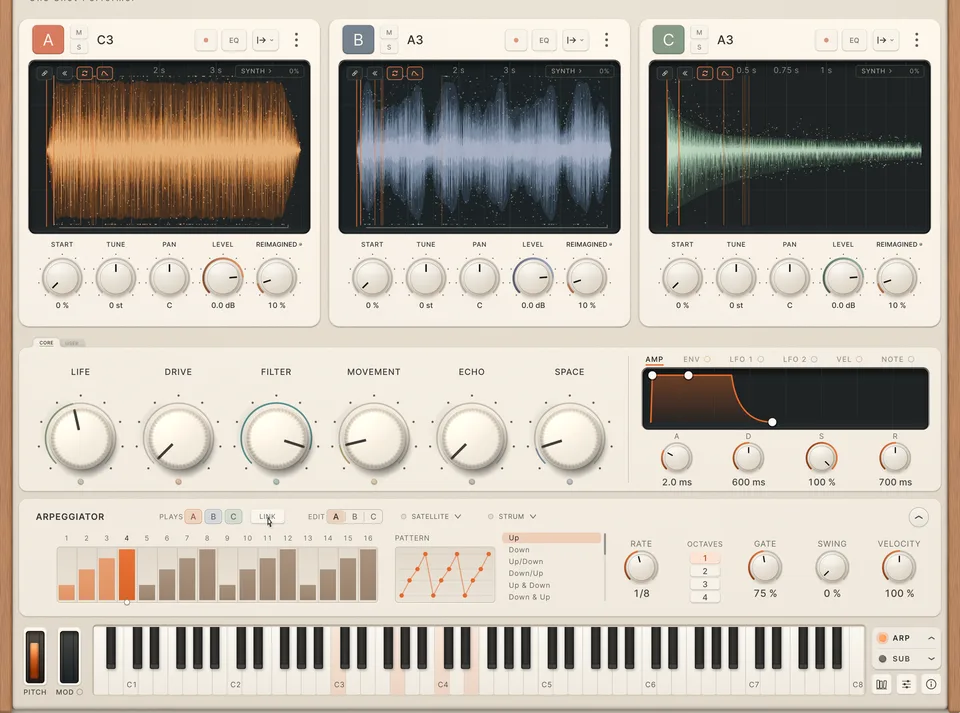 A M S C3 EQ
B M S A3 EQ
C M S A3 EQ
2 s 3 s SYNTH › 0%
2 s 3 s SYNTH › 0%
0.5 s 0.75 s 1 s SYNTH › 0%
START TUNE PAN LEVEL REIMAGINED
0 % 0 st C 0.0 dB 10 %
START TUNE PAN LEVEL REIMAGINED
0 % 0 st C 0.0 dB 10 %
START TUNE PAN LEVEL REIMAGINED
0 % 0 st C 0.0 dB 10 %
CORE
LIFE DRIVE FILTER MOVEMENT ECHO SPACE
AMP ENV LFO 1 LFO 2 VEL NOTE
A D S R
2.0 ms 600 ms 100 % 700 ms
ARPEGGIATOR PLAYS A B C LINK EDIT A B C SATELLITE STRUM
1 2 3 4 5 6 7 8 9 10 11 12 13 14 15 16
PATTERN
Up
Down
Up/Down
Down/Up
Up & Down
Down & Up
RATE
1/8
OCTAVES
1
2
3
4
GATE
75 %
SWING
0 %
VELOCITY
100 %
PITCH MOD
C1 C2 C3 C4 C5 C6 C7 C8
ARP
SUB